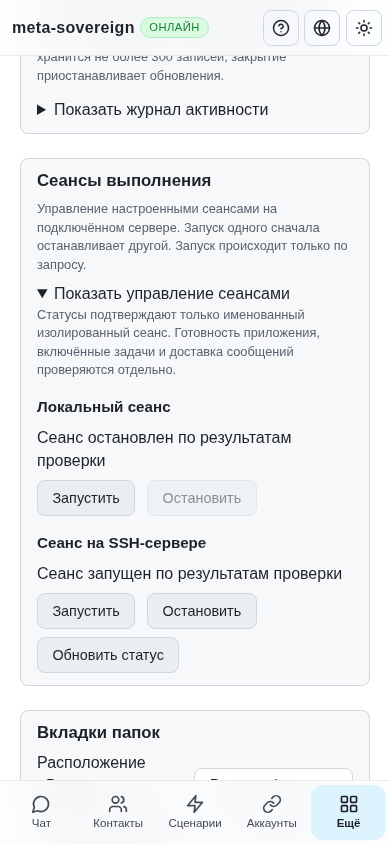 meta-sovereign ОНЛАЙН
хранится не более 300 записей, закрытие
приостанавливает обновления.
Показать журнал активности
Сеансы выполнения
Управление настроенными сеансами на
подключённом сервере. Запуск одного сначала
останавливает другой. Запуск происходит только по
запросу.
Показать управление сеансами
Статусы подтверждают только именованный
изолированный сеанс. Готовность приложения,
включённые задачи и доставка сообщений
проверяются отдельно.
Локальный сеанс
Сеанс остановлен по результатам
проверки
Запустить Остановить
Сеанс на SSH-сервере
Сеанс запущен по результатам проверки
Запустить Остановить
Обновить статус
Вкладки папок
Расположение
Чат Контакты Сценарии Аккаунты Ещё